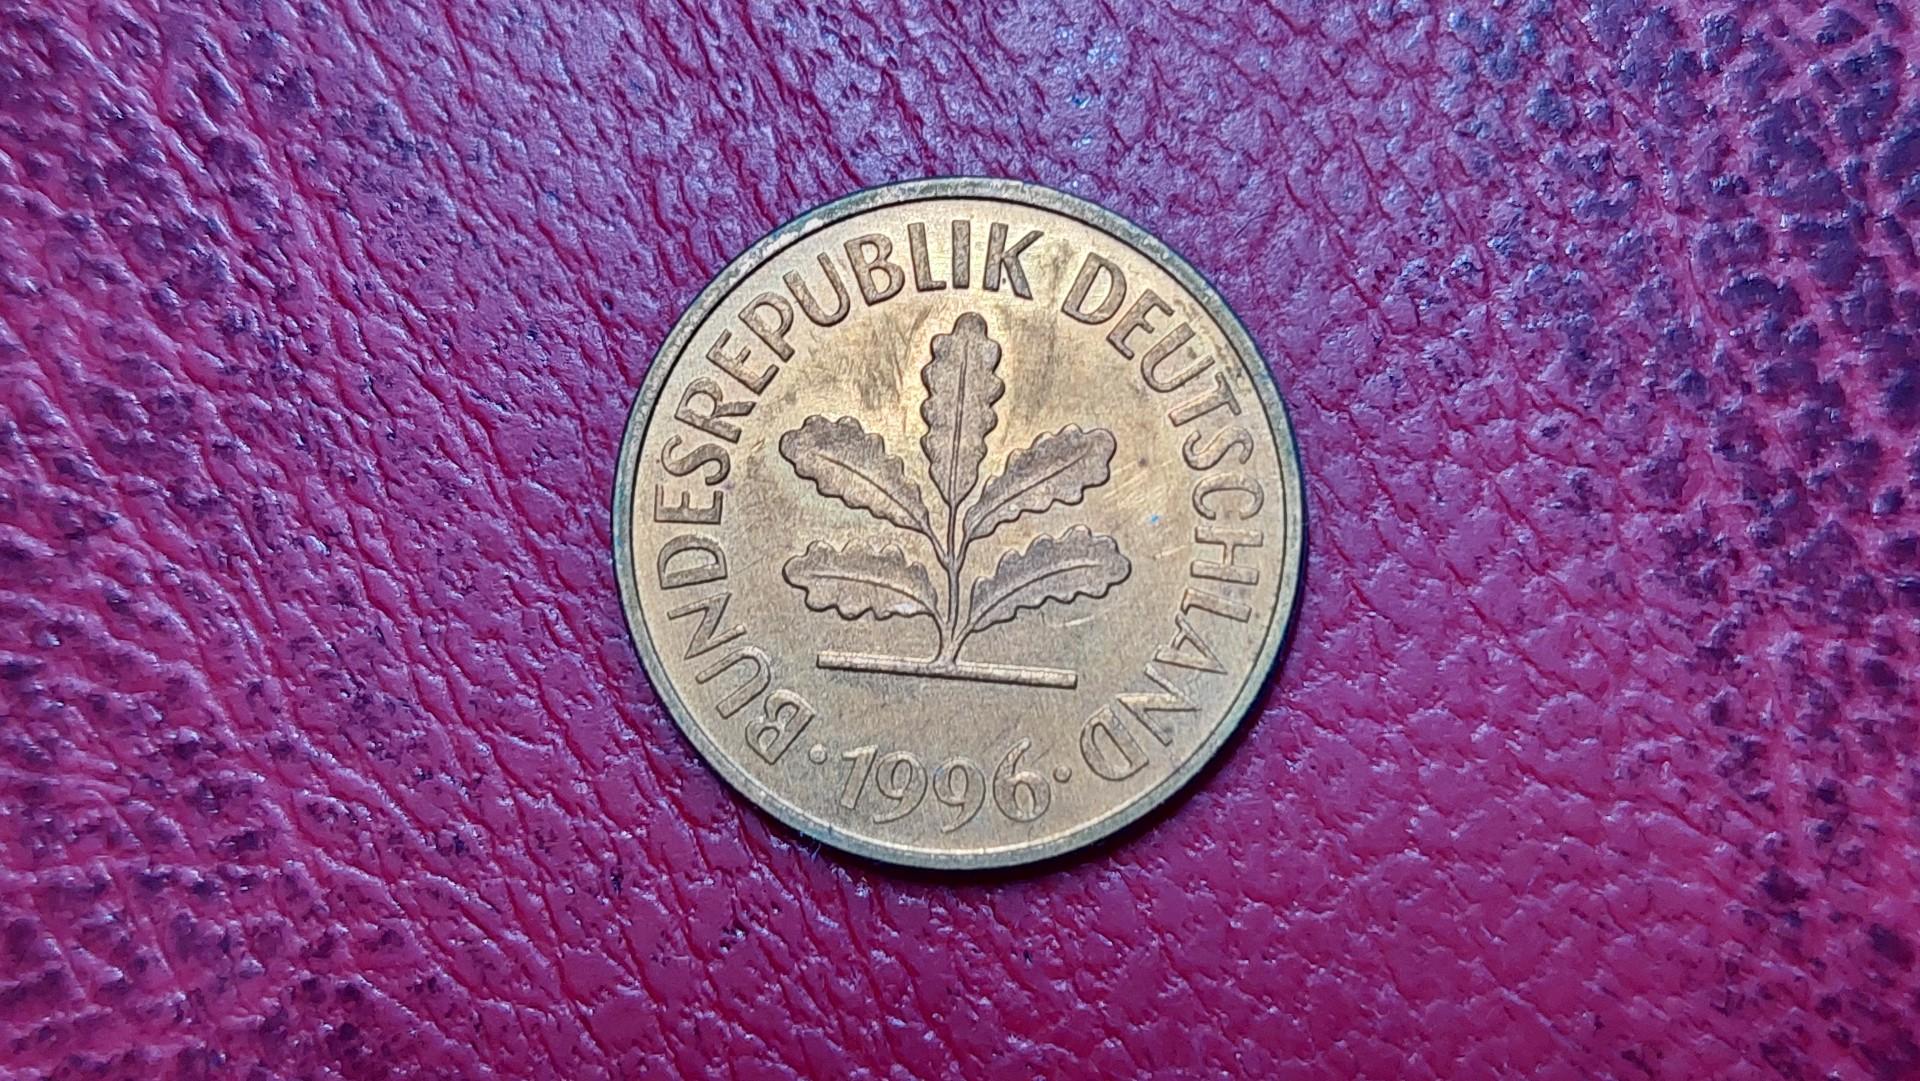 BUNDESREPUBLIK DEUTSCHLAND
· 1996 ·